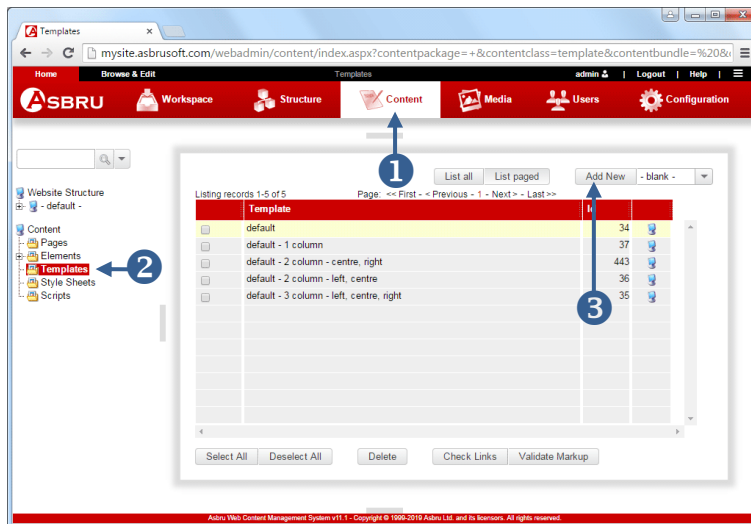 Templates
mysite.asbrusoft.com/webadmin/content/index.aspx?contentpackage=+&contentclass=template&contentbundle=%20&
Home Browse & Edit Templates admin | Logout | Help |
ASBRU Workspace Structure Content Media Users Configuration
1
List all List paged Add New - blank -
Website Structure
- default -
Listing records 1-5 of 5 Page: << First - < Previous - 1 - Next > - Last >>
Template
Content
Pages
Elements
Templates
Style Sheets
Scripts
2
default 34
default - 1 column 37
default - 2 column - centre, right 443
default - 2 column - left, centre 36
default - 3 column - left, centre, right 35
3
Select All Deselect All Delete Check Links Validate Markup
Asbru Web Content Management System v11.1 - Copyright © 1999-2019 Asbru Ltd. and its licensors. All rights reserved.